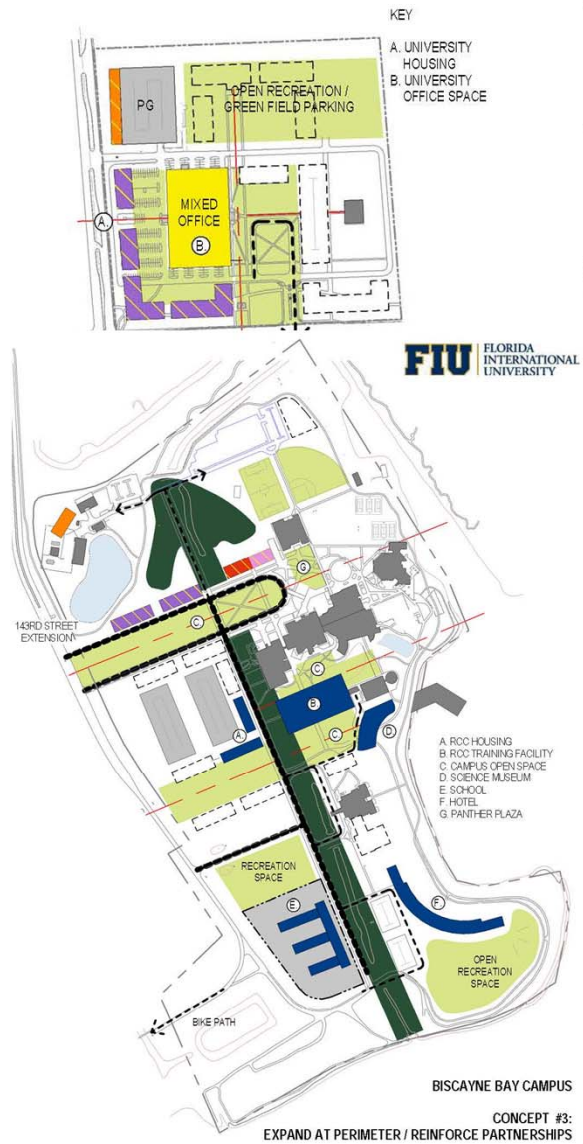 KEY
A. UNIVERSITY
HOUSING
B. UNIVERSITY
OFFICE SPACE
PG
OPEN RECREATION /
GREEN FIELD PARKING
A.
MIXED
OFFICE
B.
FIU
FLORIDA
INTERNATIONAL
UNIVERSITY
G
143RD STREET
EXTENSION
C
C
B
A.
C
D.
A. RCC HOUSING
B. RCC TRAINING FACILITY
C. CAMPUS OPEN SPACE
D. SCIENCE MUSEUM
E. SCHOOL
F. HOTEL
G. PANTHER PLAZA
RECREATION
SPACE
E
F.
OPEN
RECREATION
SPACE
BIKE PATH
BISCAYNE BAY CAMPUS
CONCEPT #3:
EXPAND AT PERIMETER / REINFORCE PARTNERSHIPS